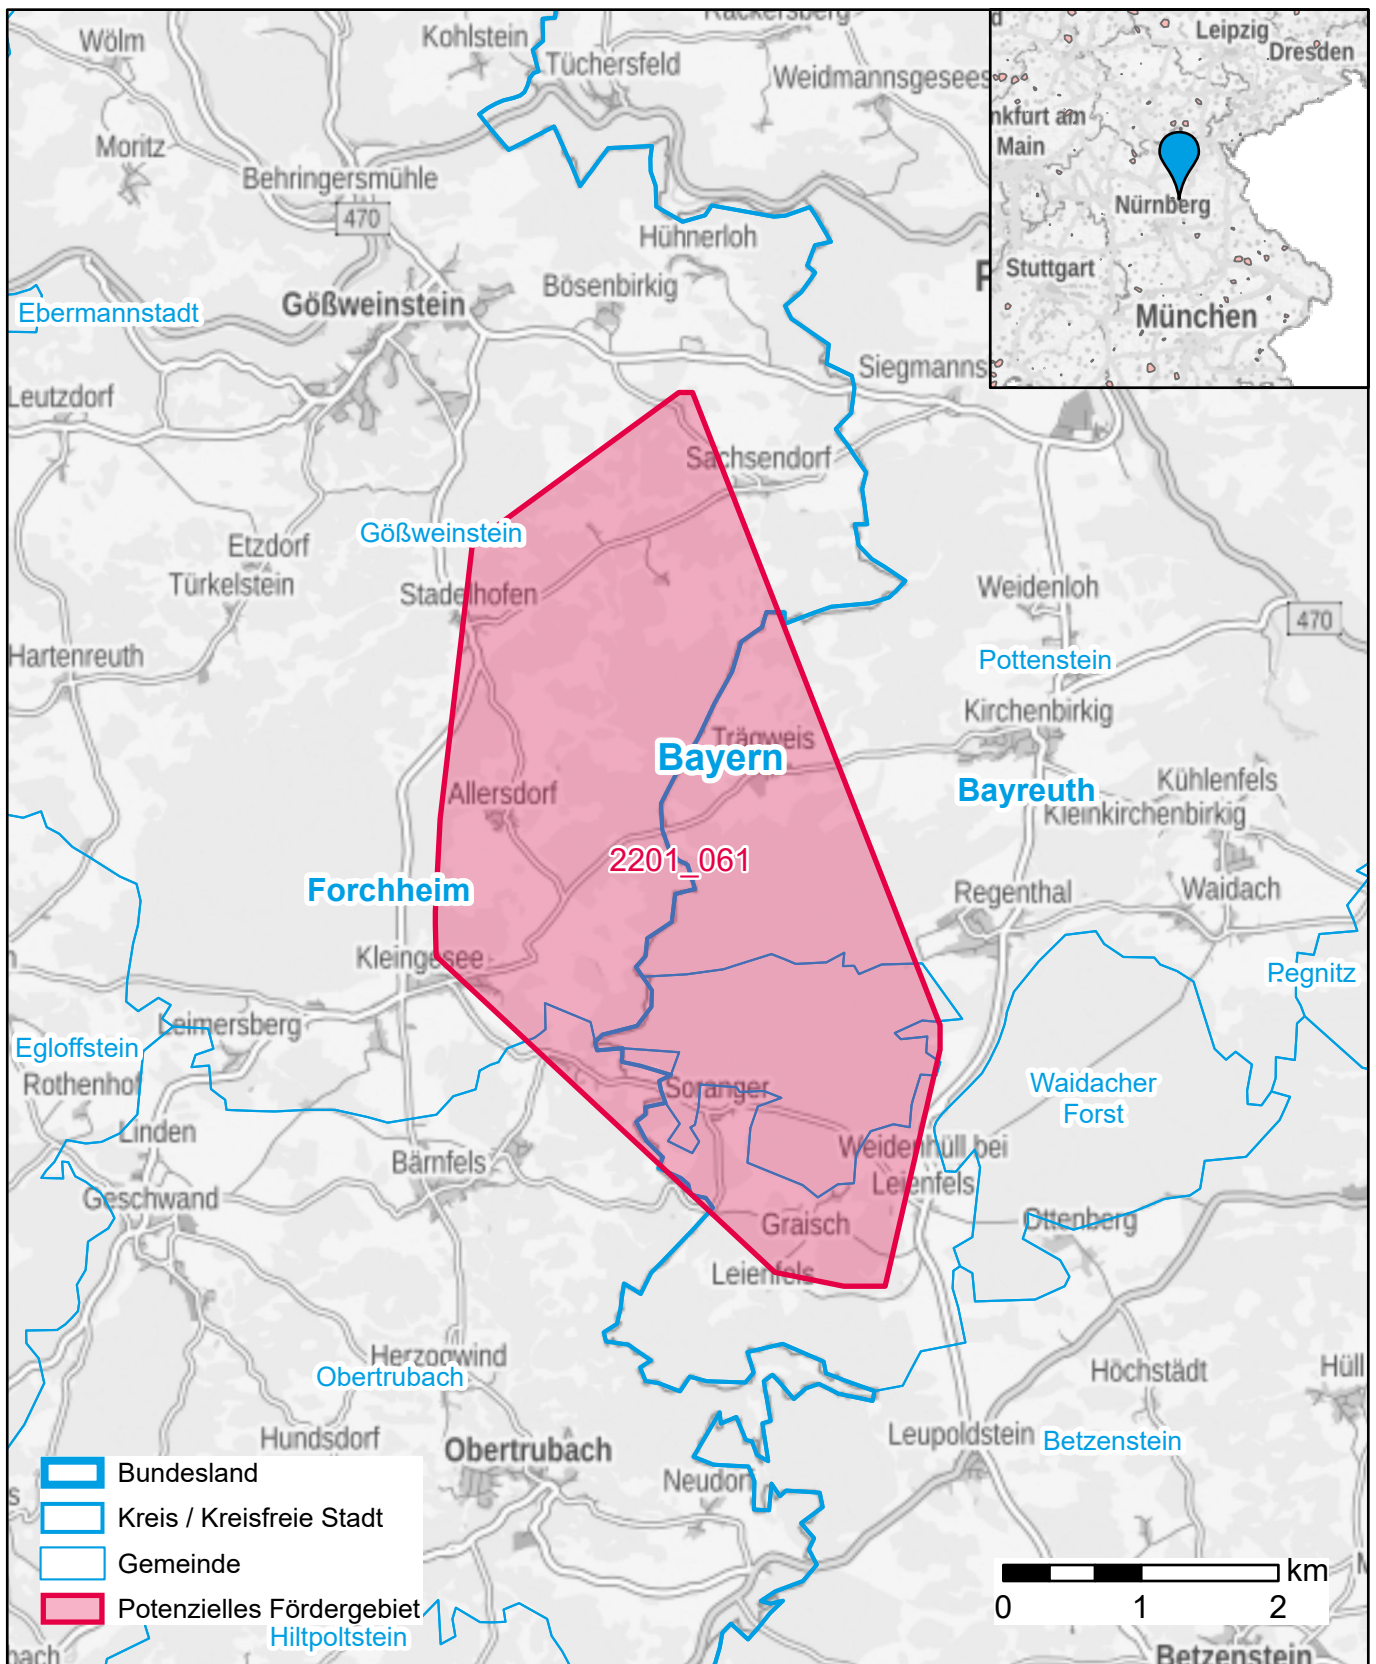 Wölm
Kohlstein
Tüchersfeld
Rackersberg
Weidmannsgesees
Moritz
Behringersmühle
470
Hühnerloh
Bösenbirkig
Gößweinstein
Ebermannstadt
Siegmanns
Leutzdorf
Leipzig
Dresden
nkfurt am
Main
Nürnberg
Stuttgart
München
Sachsendorf
Gößweinstein
Etzdorf
Türkelstein
Stadelhofen
Weidenloh
470
Hartenreuth
Pottenstein
Kirchenbirkig
Trägweis
Bayern
Allersdorf
Bayreuth
Kühlenfels
Kleinkirchenbirkig
2201_061
Forchheim
Regenthal
Waidach
Kleingesee
Pegnitz
Leimersberg
Egloffstein
Rothenhof
Soranger
Waidacher
Forst
Linden
Bärnfels
Weidenhüll bei
Leienfels
Geschwand
Graisch
Ottenberg
Leienfels
Herzogwind
Obertrubach
Höchstädt
Hüll
Hundsdorf
Obertrubach
Leupoldstein
Betzenstein
Neudorf
Bundesland
Kreis / Kreisfreie Stadt
Gemeinde
Potenzielles Fördergebiet
Hiltpoltstein
km
0 1 2
bach
Betzenstein